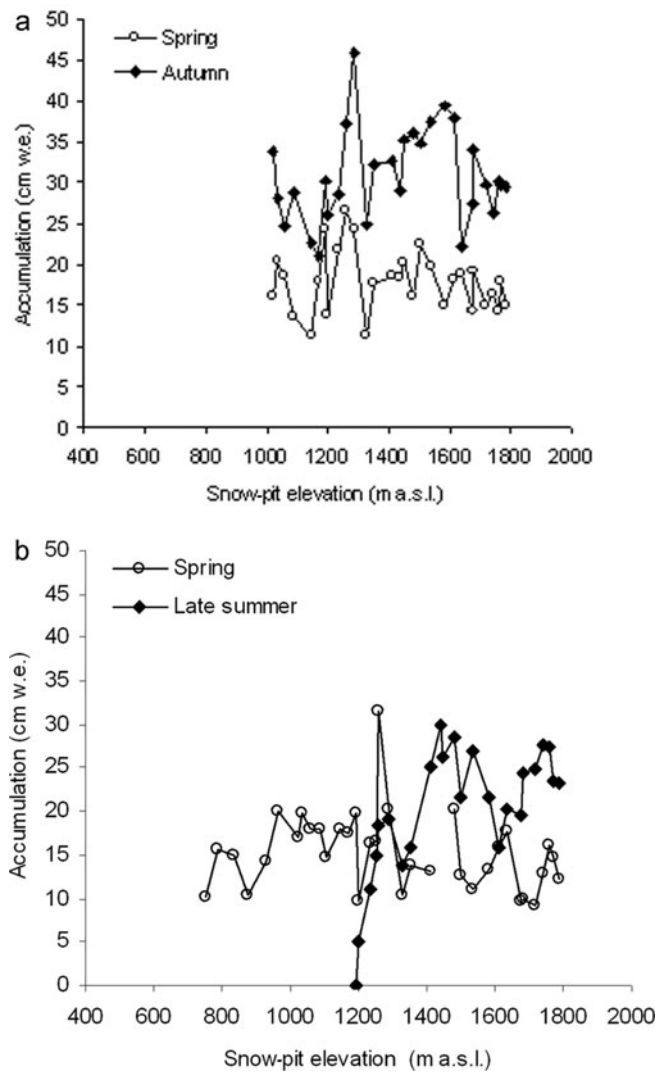 a
50
45
40
35
30
25
20
15
10
5
0
Accumulation (cm w.e.)
Spring
Autumn
400 600 800 1000 1200 1400 1600 1800 2000
Snow-pit elevation (m a.s.l.)
b
50
45
40
35
30
25
20
15
10
5
0
Accumulation (cm w.e.)
Spring
Late summer
400 600 800 1000 1200 1400 1600 1800 2000
Snow-pit elevation (m a.s.l.)